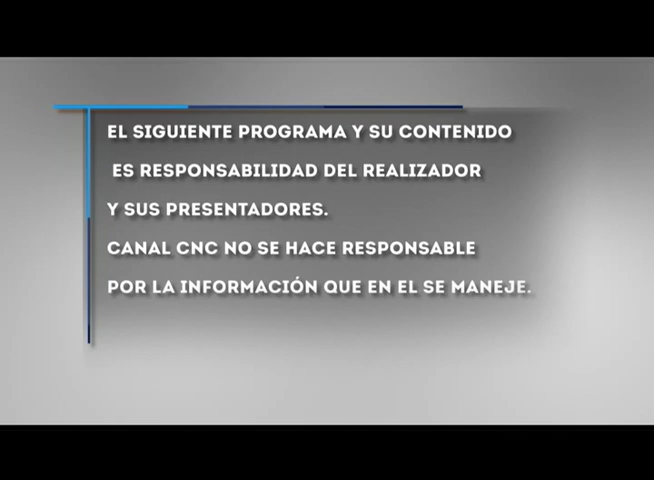 EL SIGUIENTE PROGRAMA Y SU CONTENIDO
ES RESPONSABILIDAD DEL REALIZADOR
Y SUS PRESENTADORES.
CANAL CNC NO SE HACE RESPONSABLE
POR LA INFORMACIÓN QUE EN EL SE MANEJE.